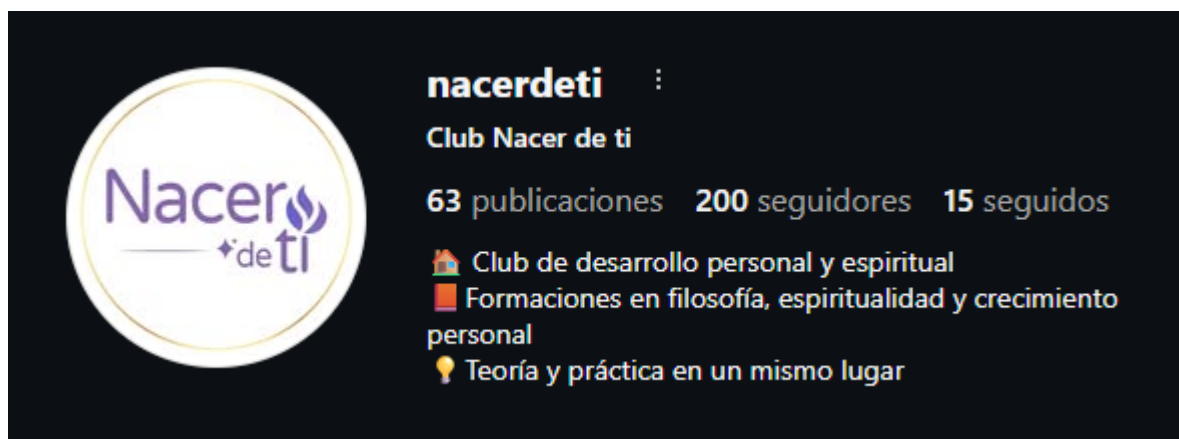 Nacer
de ti
nacerdeti
Club Nacer de ti
63 publicaciones 200 seguidores 15 seguidos
Club de desarrollo personal y espiritual
Formaciones en filosofía, espiritualidad y crecimiento
personal
Teoría y práctica en un mismo lugar